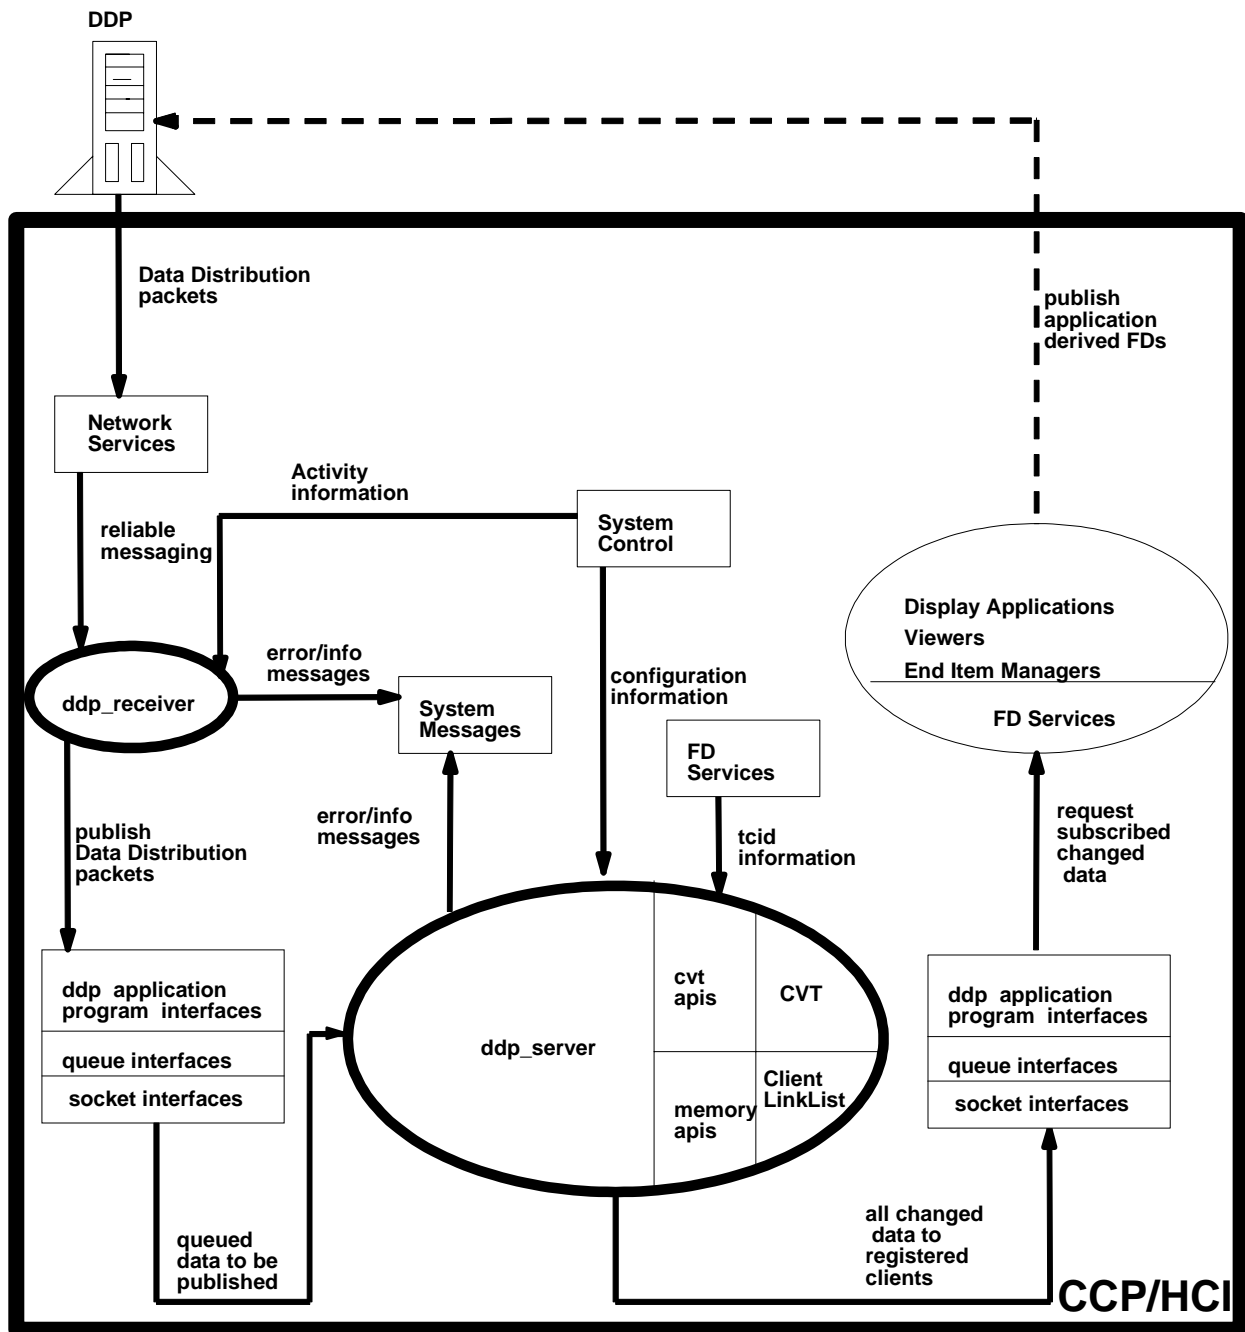 DDP
Data Distribution
packets
publish
application
derived FDs
Network
Services
Activity
information
reliable
messaging
System
Control
Display Applications
Viewers
End Item Managers
FD Services
error/info
messages
configuration
information
ddp_receiver
System
Messages
FD
Services
error/info
messages
publish
Data Distribution
packets
tcid
information
request
subscribed
changed
data
ddp application
program interfaces
queue interfaces
socket interfaces
ddp_server
cvt
apis
CVT
memory
apis
Client
LinkList
ddp application
program interfaces
queue interfaces
socket interfaces
queued
data to be
published
all changed
data to
registered
clients
CCP/HCI